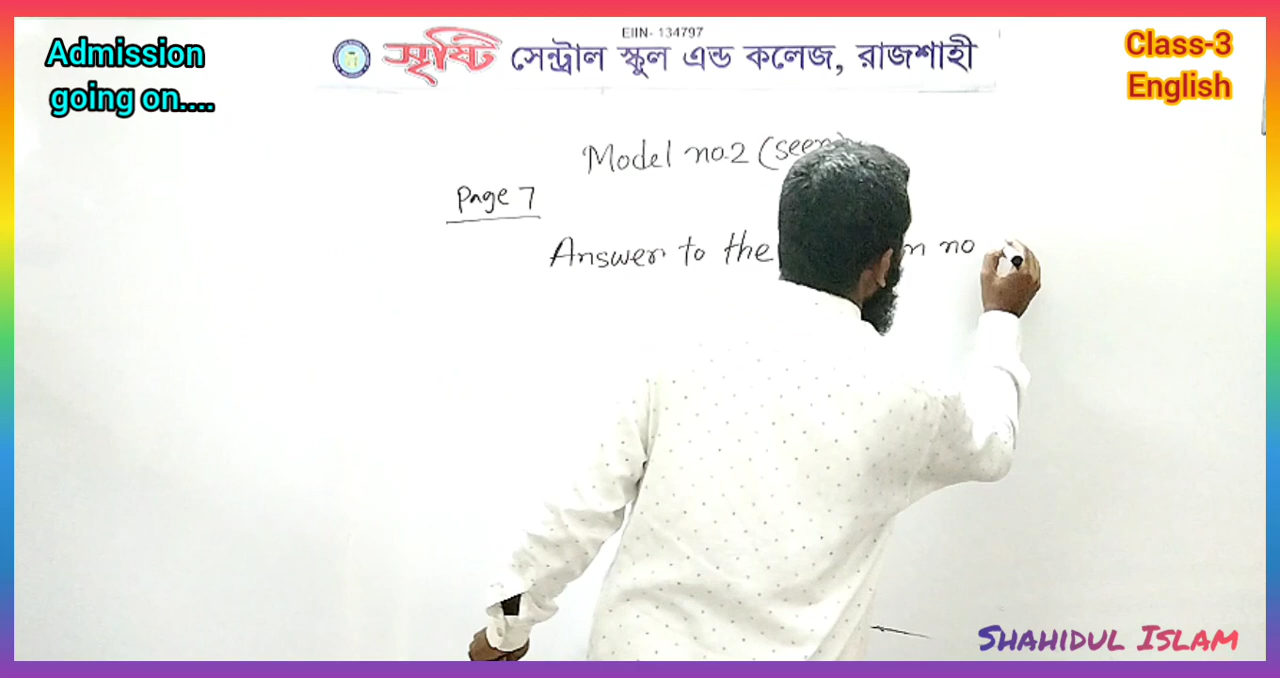 Admission
going on....
EIIN- 134797
সৃষ্টি সেন্ট্রাল স্কুল এন্ড কলেজ, রাজশাহী
Class-3
English
Model no.2 (seen
Page 7
Answer to the n no
SHAHIDUL ISLAM